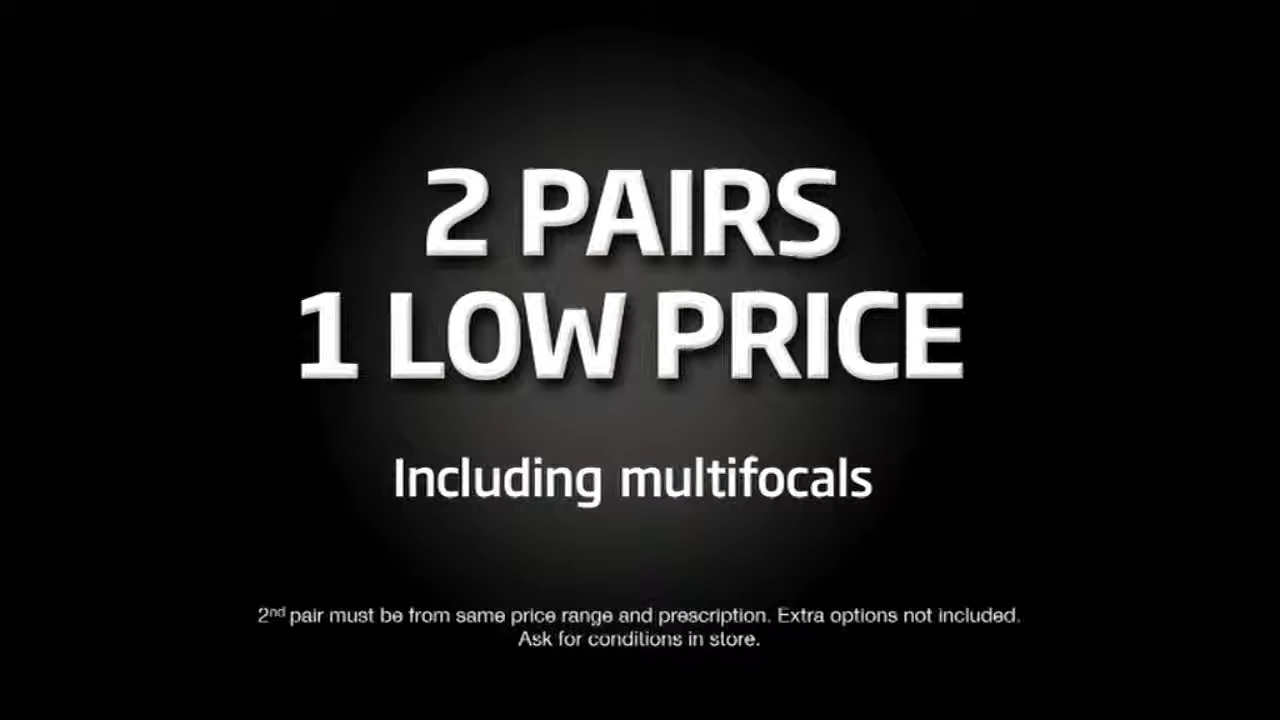 2 PAIRS
1 LOW PRICE
Including multifocals
2nd pair must be from same price range and prescription. Extra options not included.
Ask for conditions in store.